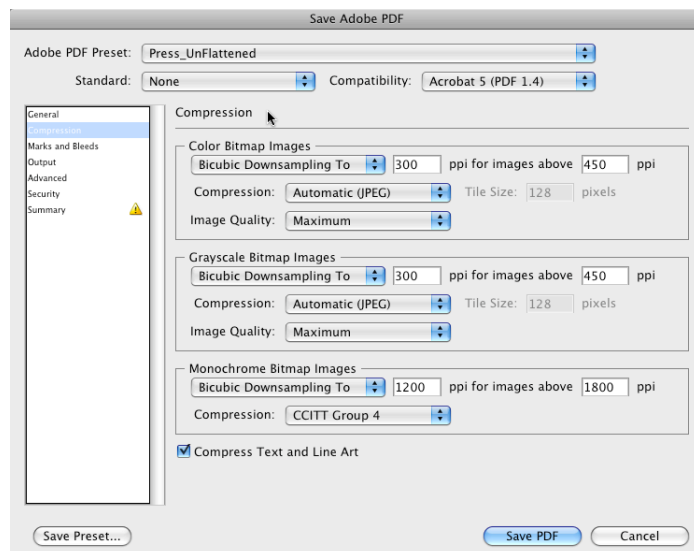 Save Adobe PDF
Adobe PDF Preset: Press_UnFlattened
Standard: None Compatibility: Acrobat 5 (PDF 1.4)
General
Compression
Marks and Bleeds
Output
Advanced
Security
Summary
Compression
Color Bitmap Images
Bicubic Downsampling To 300 ppi for images above 450 ppi
Compression: Automatic (JPEG) Tile Size: 128 pixels
Image Quality: Maximum
Grayscale Bitmap Images
Bicubic Downsampling To 300 ppi for images above 450 ppi
Compression: Automatic (JPEG) Tile Size: 128 pixels
Image Quality: Maximum
Monochrome Bitmap Images
Bicubic Downsampling To 1200 ppi for images above 1800 ppi
Compression: CCITT Group 4
Compress Text and Line Art
Save Preset... Save PDF Cancel